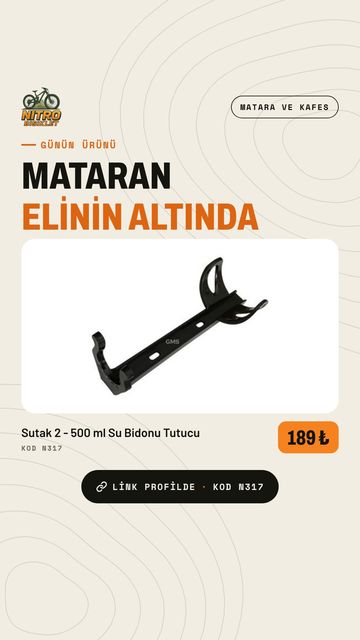 NITRO
BISIKLET
MATARA VE KAFES
GÜNÜN ÜRÜNÜ
MATARAN
ELİNİN ALTINDA
GMS
Sutak 2 - 500 ml Su Bidonu Tutucu
KOD N317
189 ₺
LİNK PROFİLDE · KOD N317